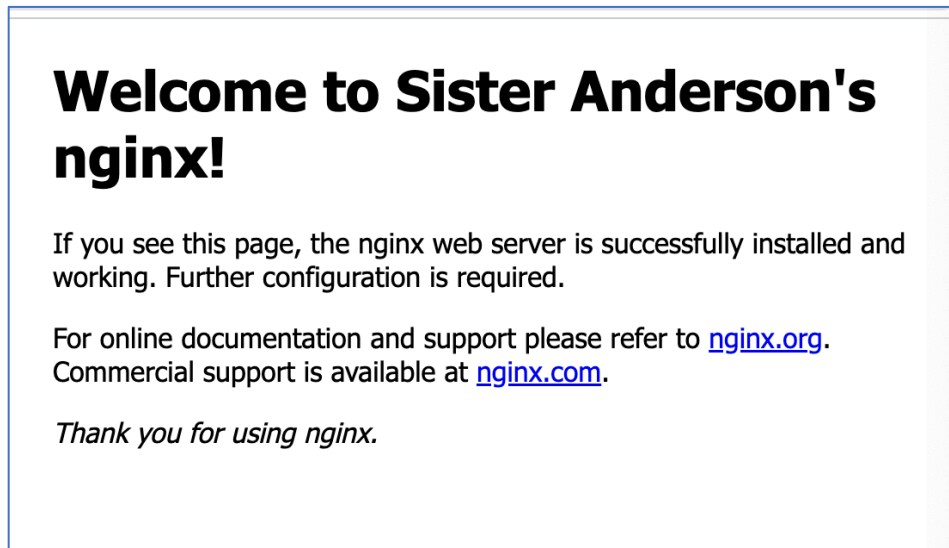 Welcome to Sister Anderson's
nginx!
If you see this page, the nginx web server is successfully installed and
working. Further configuration is required.
For online documentation and support please refer to nginx.org.
Commercial support is available at nginx.com.
Thank you for using nginx.